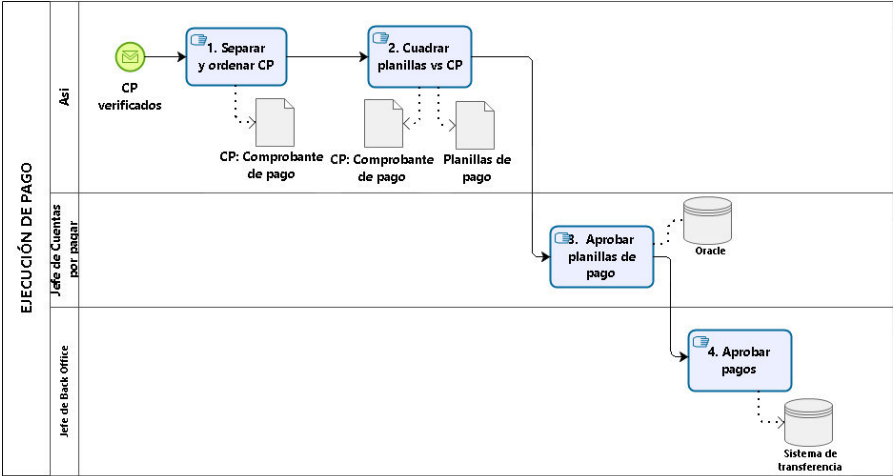 EJECUCIÓN DE PAGO
Asi
CP
verificados
1. Separar
y ordenar CP
CP: Comprobante
de pago
2. Cuadrar
planillas vs CP
CP: Comprobante
de pago
Planillas de
pago
Jefe de Cuentas
por pagar
3. Aprobar
planillas de
pago
Oracle
Jefe de Back Office
4. Aprobar
pagos
Sistema de
transferencia